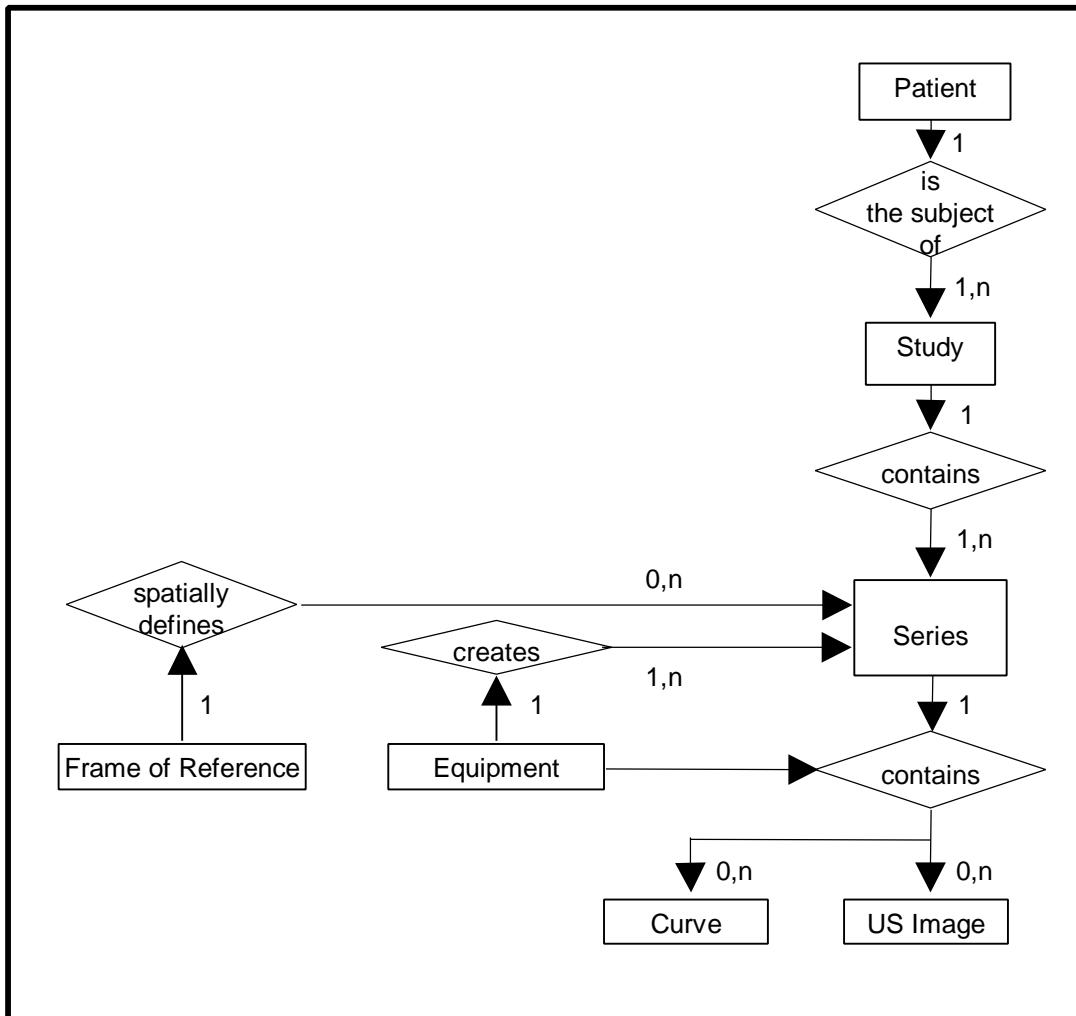 Patient
1
is
the subject
of
1,n
Study
1
contains
1,n
spatially
defines
0,n
Series
creates
1,n
1
1
1
Frame of Reference
Equipment
contains
0,n
0,n
Curve
US Image